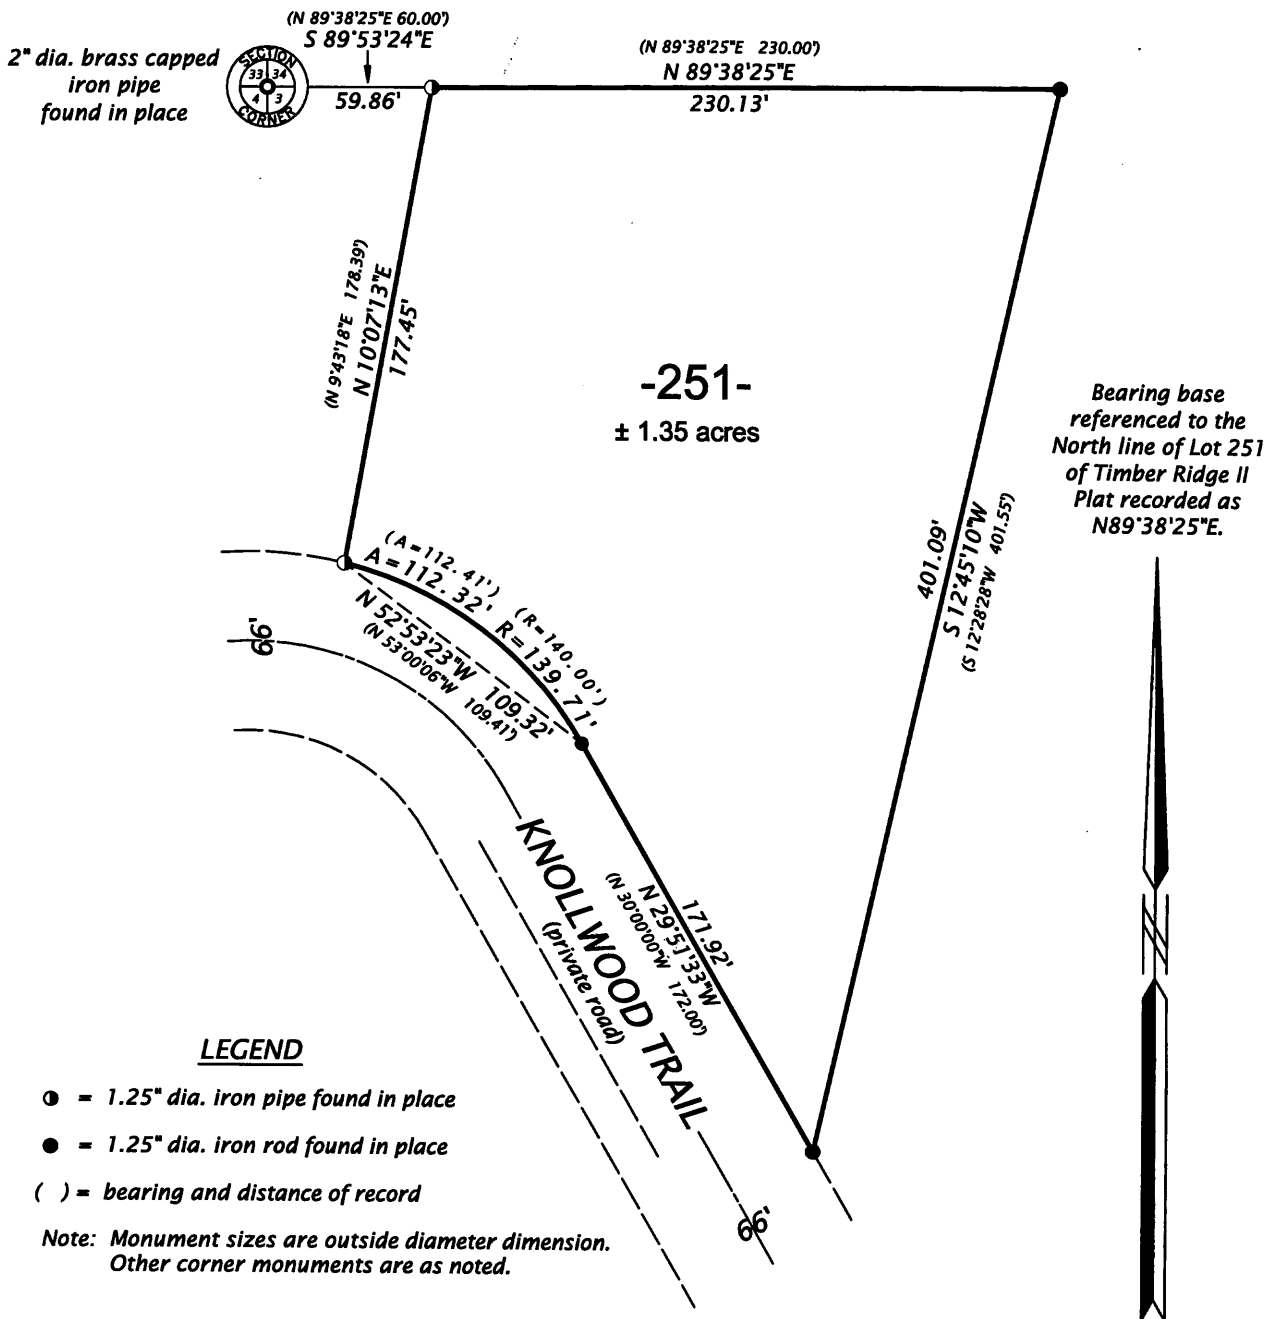 (N 89°38'25"E 60.00')
S 89°53'24"E
59.86'
2" dia. brass capped
iron pipe
found in place
SECTION
33 34
4 3
CORNER
(N 89°38'25"E 230.00')
N 89°38'25"E
230.13'
(N 9°43'18"E 178.39')
N 10°07'13"E
177.45'
-251-
± 1.35 acres
401.09'
S 12°45'10"W
(S 12°28'28"W 401.55')
Bearing base
referenced to the
North line of Lot 251
of Timber Ridge II
Plat recorded as
N89°38'25"E.
(A=112.41') (R=140.00')
A=112.32' R=139.71'
N 52°53'23"W 109.32'
(N 53°00'06"W 109.41')
66'
171.92'
N 29°51'33"W
(N 30°00'00"W 172.00')
KNOLLWOOD TRAIL
(private road)
66'
LEGEND
= 1.25" dia. iron pipe found in place
= 1.25" dia. iron rod found in place
( ) = bearing and distance of record
Note: Monument sizes are outside diameter dimension.
Other corner monuments are as noted.